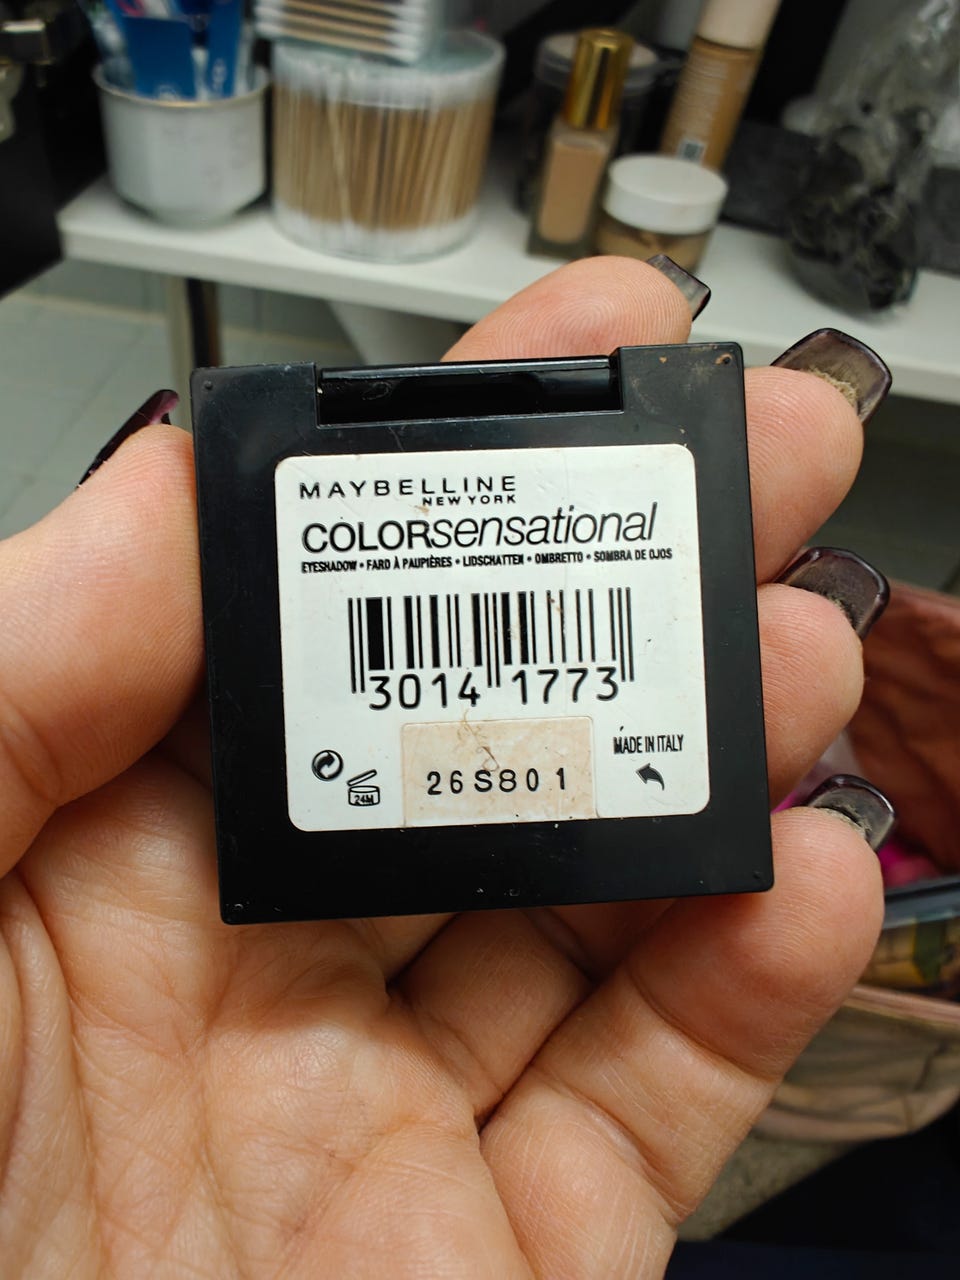 MAYBELLINE
NEW YORK
COLORsensational
EYESHADOW • FARD À PAUPIÈRES • LIDSCHATTEN • OMBRETTO • SOMBRA DE OJOS
3014 1773
MADE IN ITALY
24M
26S801